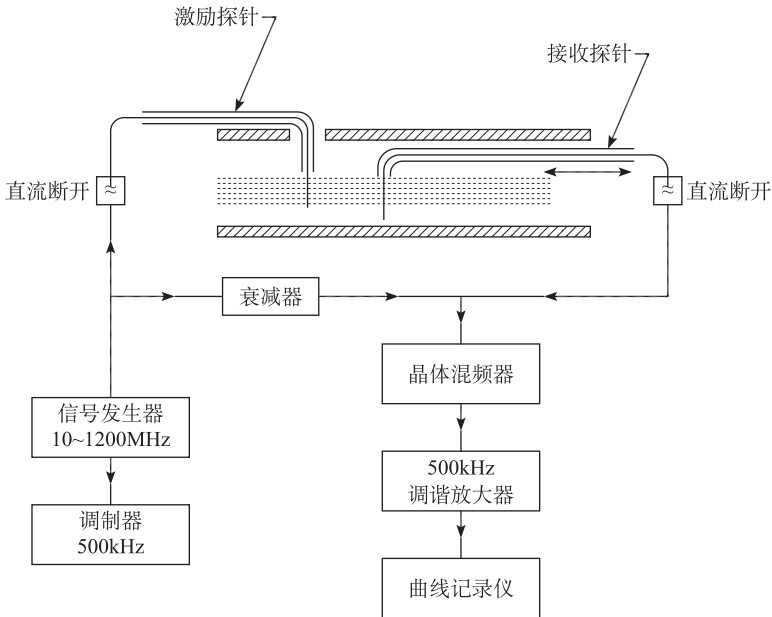 激励探针
接收探针
直流断开
≈
≈
直流断开
衰减器
晶体混频器
信号发生器
10~1200MHz
500kHz
调谐放大器
调制器
500kHz
曲线记录仪